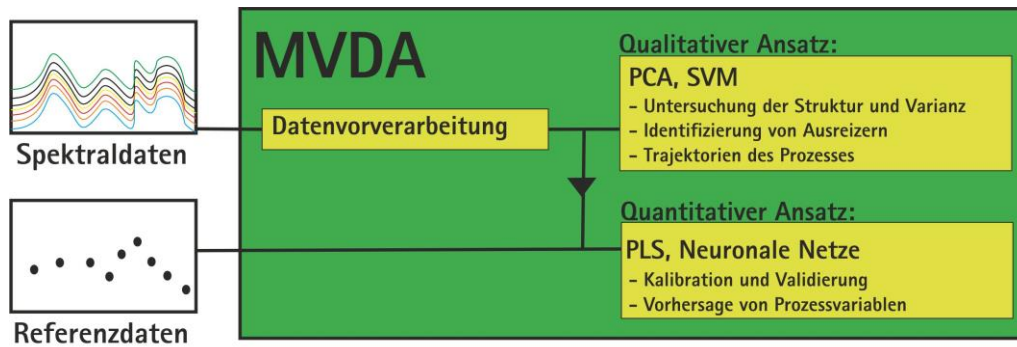 MVDA
Spektraldaten
Datenvorverarbeitung
Qualitativer Ansatz:
PCA, SVM
- Untersuchung der Struktur und Varianz
- Identifizierung von Ausreizern
- Trajektorien des Prozesses
Referenzdaten
Quantitativer Ansatz:
PLS, Neuronale Netze
- Kalibration und Validierung
- Vorhersage von Prozessvariablen